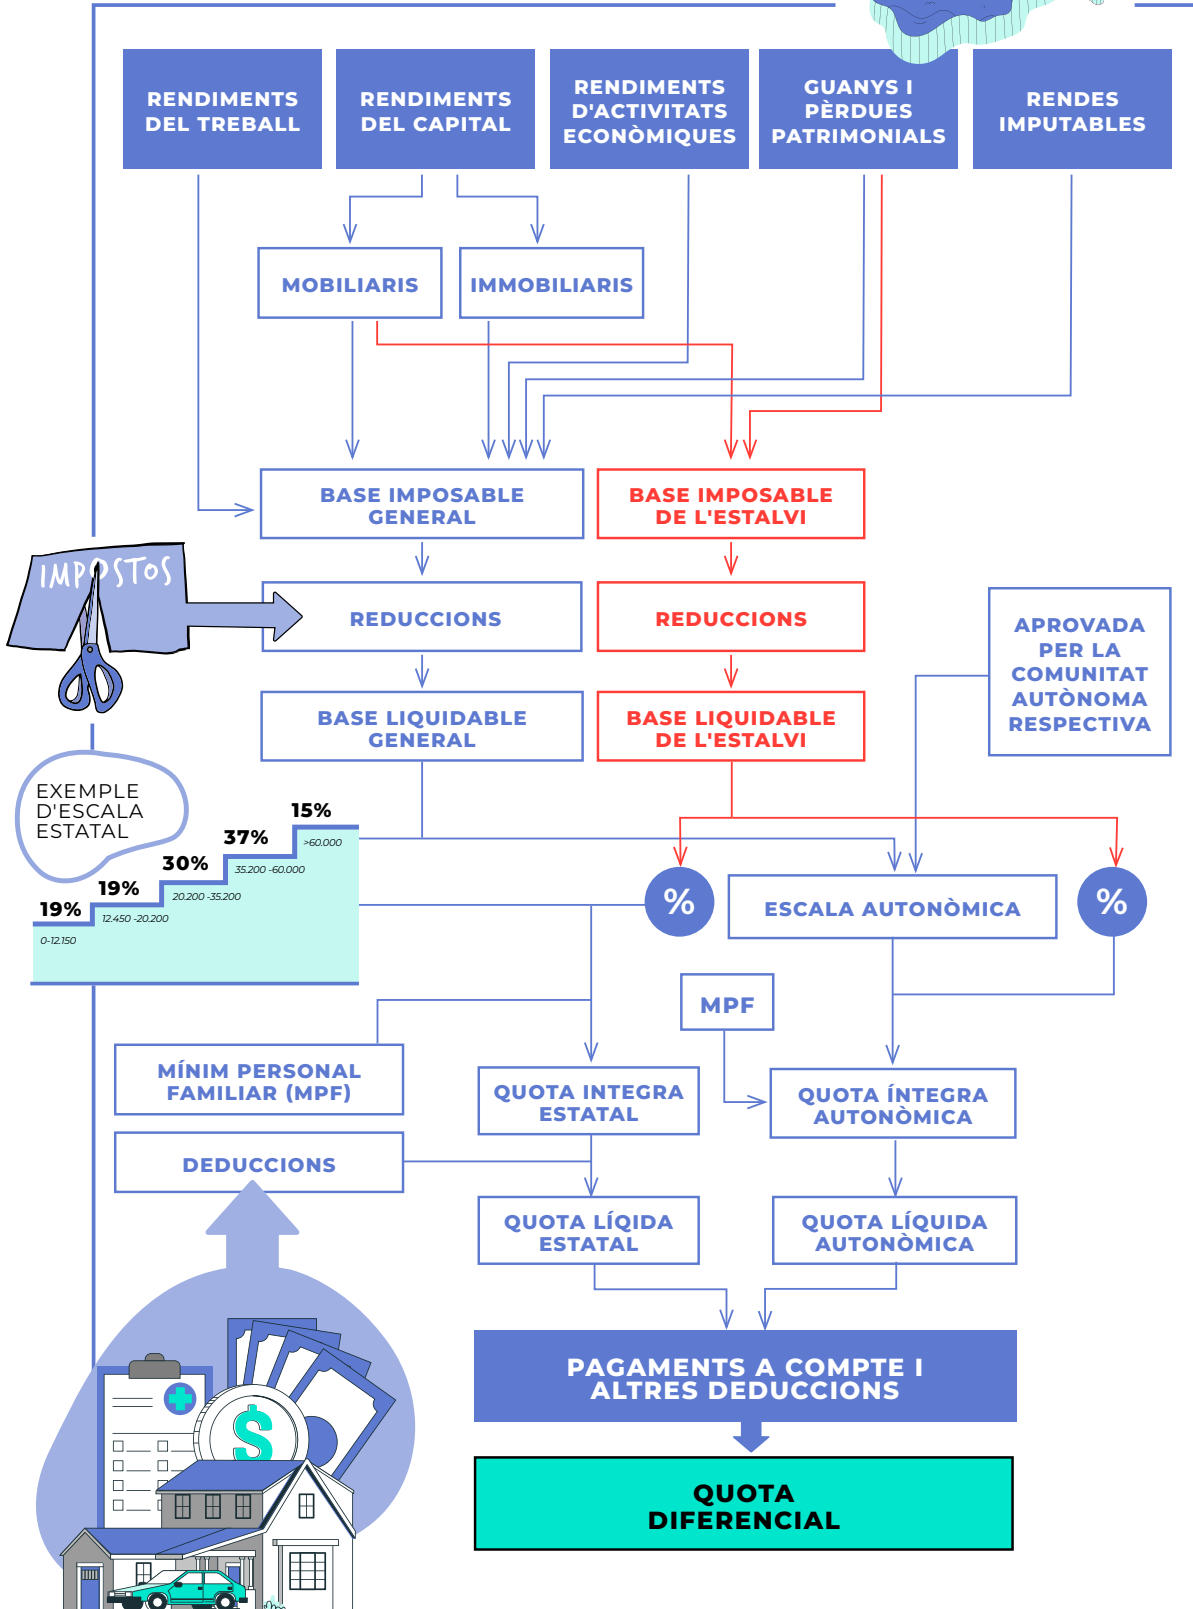 RENDIMENTS
DEL TREBALL
RENDIMENTS
DEL CAPITAL
RENDIMENTS
D'ACTIVITATS
ECONÒMIQUES
GUANYS I
PÈRDUES
PATRIMONIALS
RENDES
IMPUTABLES
MOBILIARIS
IMMOBILIARIS
BASE IMPOSABLE
GENERAL
BASE IMPOSABLE
DE L'ESTALVI
IMPOSTOS
REDUCCIONS
REDUCCIONS
APROVADA
PER LA
COMUNITAT
AUTÒNOMA
RESPECTIVA
BASE LIQUIDABLE
GENERAL
BASE LIQUIDABLE
DE L'ESTALVI
EXEMPLE
D'ESCALA
ESTATAL
15%
>60.000
37%
35.200 -60.000
30%
20.200 -35.200
19%
12.450 -20.200
19%
0-12.150
%
ESCALA AUTONÒMICA
%
MPF
MÍNIM PERSONAL
FAMILIAR (MPF)
QUOTA INTEGRA
ESTATAL
QUOTA ÍNTEGRA
AUTONÒMICA
DEDUCCIONS
QUOTA LÍQIDA
ESTATAL
QUOTA LÍQUIDA
AUTONÒMICA
PAGAMENTS A COMPTE I
ALTRES DEDUCCIONS
$
QUOTA
DIFERENCIAL